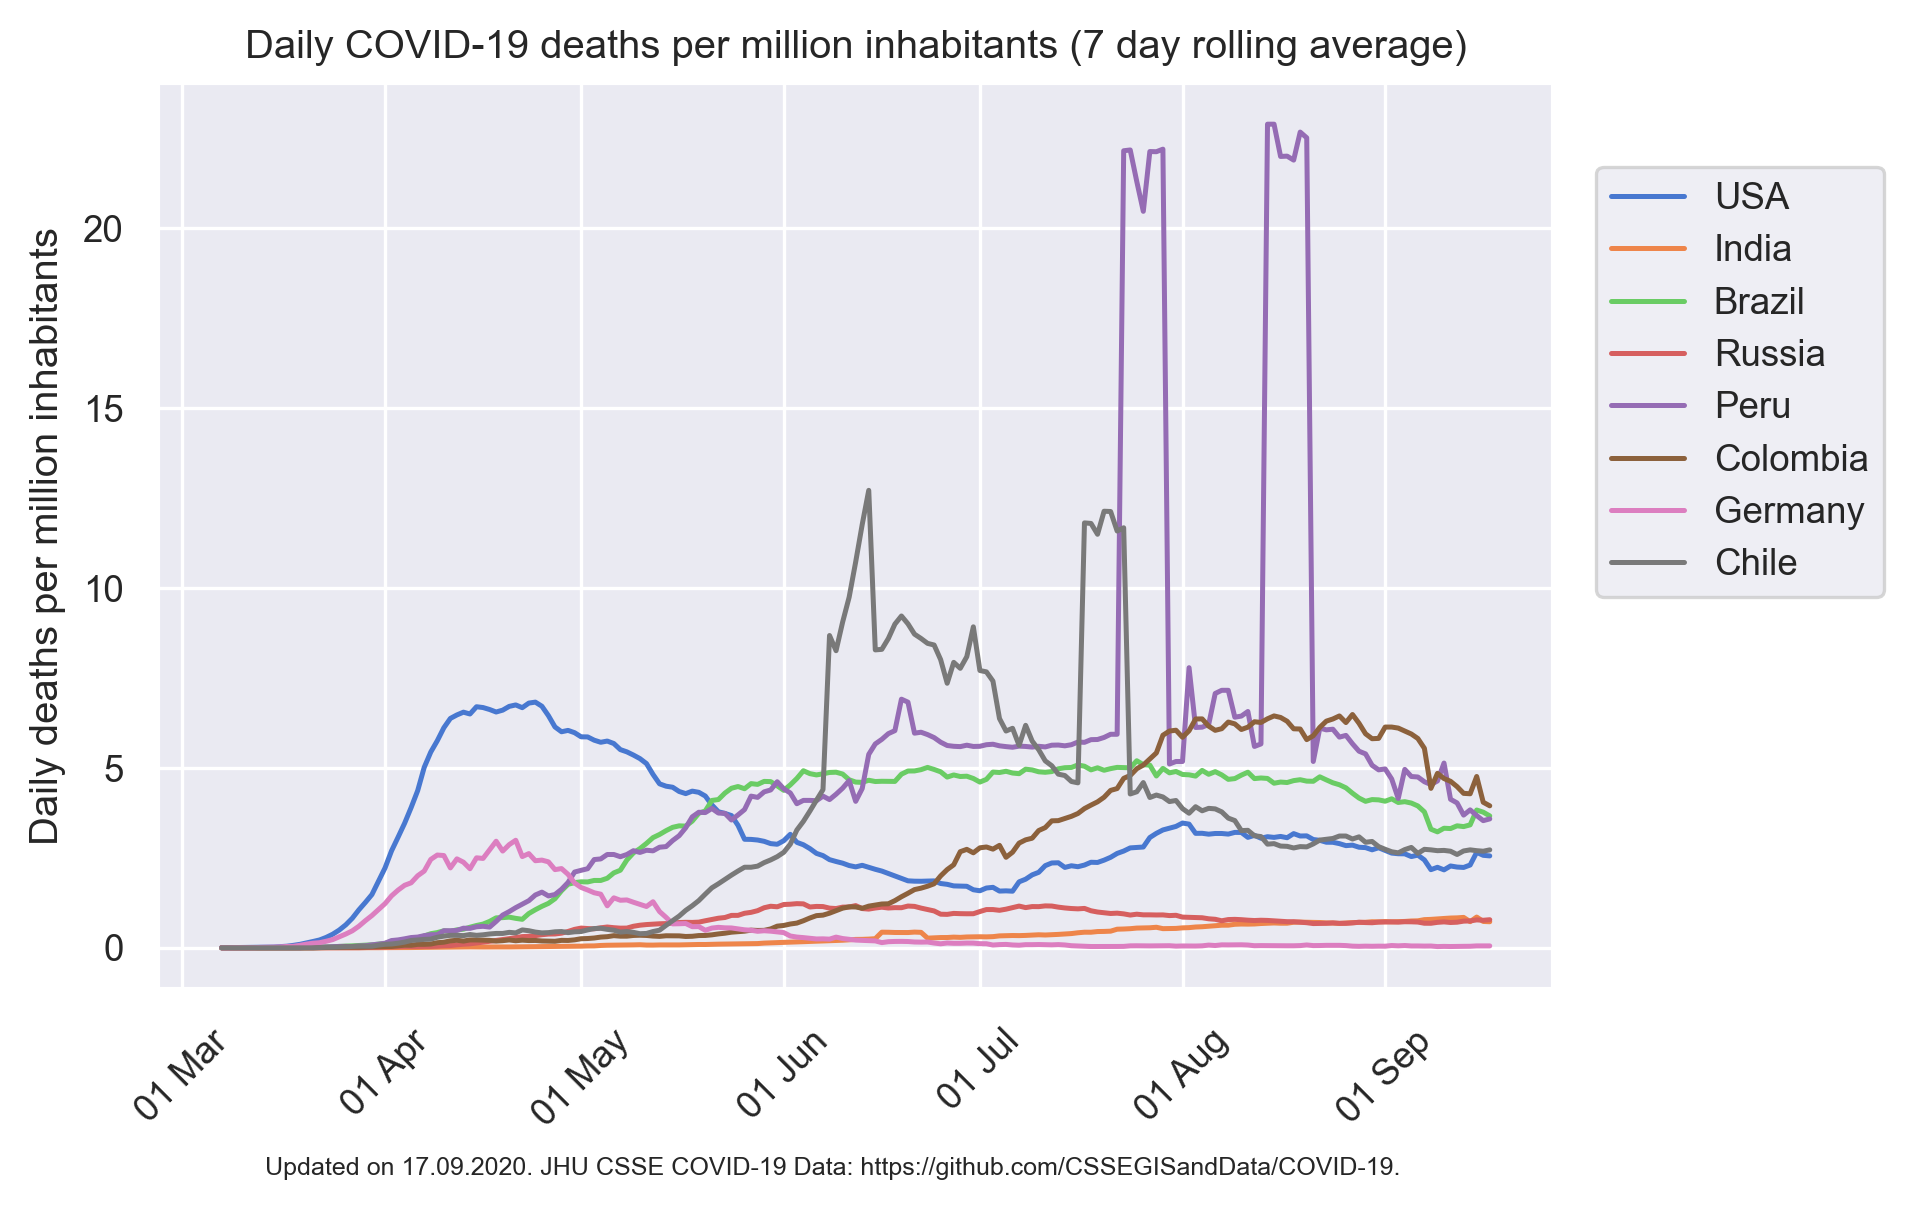 Daily COVID-19 deaths per million inhabitants (7 day rolling average)
Daily deaths per million inhabitants
20
15
10
5
0
01 Mar
01 Apr
01 May
01 Jun
01 Jul
01 Aug
01 Sep
USA
India
Brazil
Russia
Peru
Colombia
Germany
Chile
Updated on 17.09.2020. JHU CSSE COVID-19 Data: https://github.com/CSSEGISandData/COVID-19.